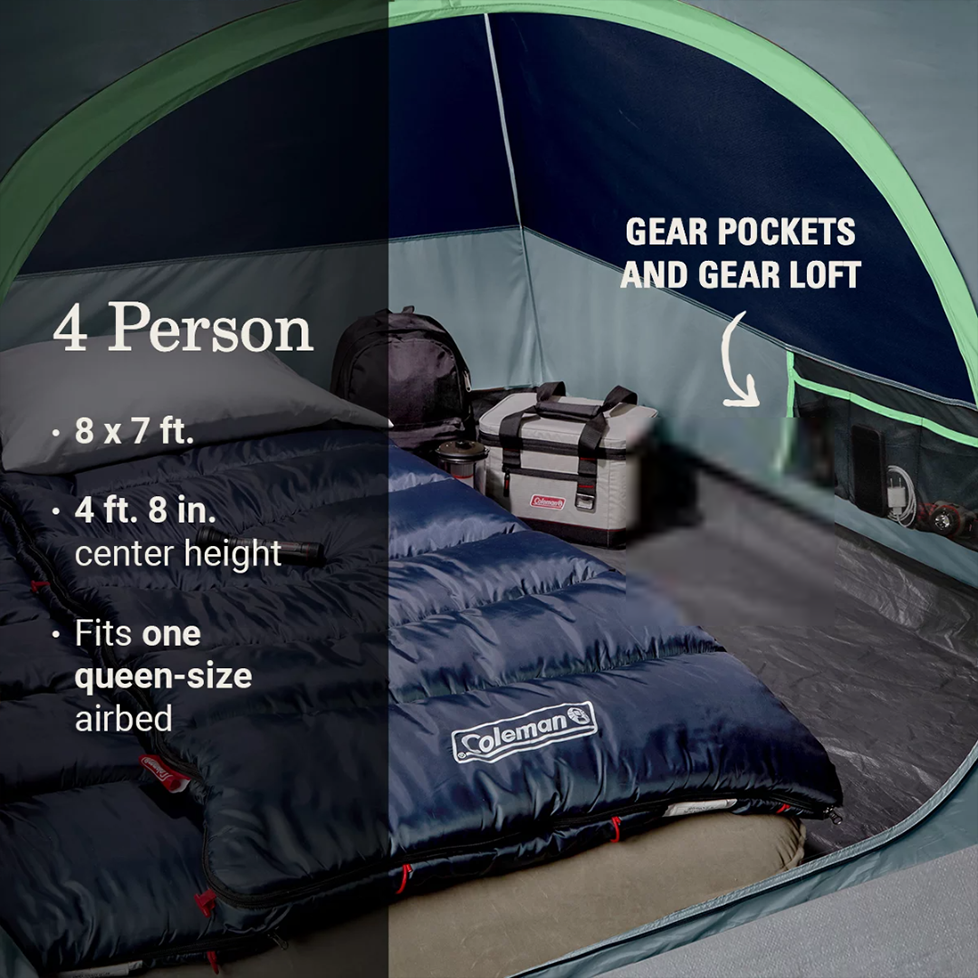 4 Person
• 8 x 7 ft.
• 4 ft. 8 in.
center height
• Fits one
queen-size
airbed
GEAR POCKETS
AND GEAR LOFT
Coleman
Coleman
Coleman